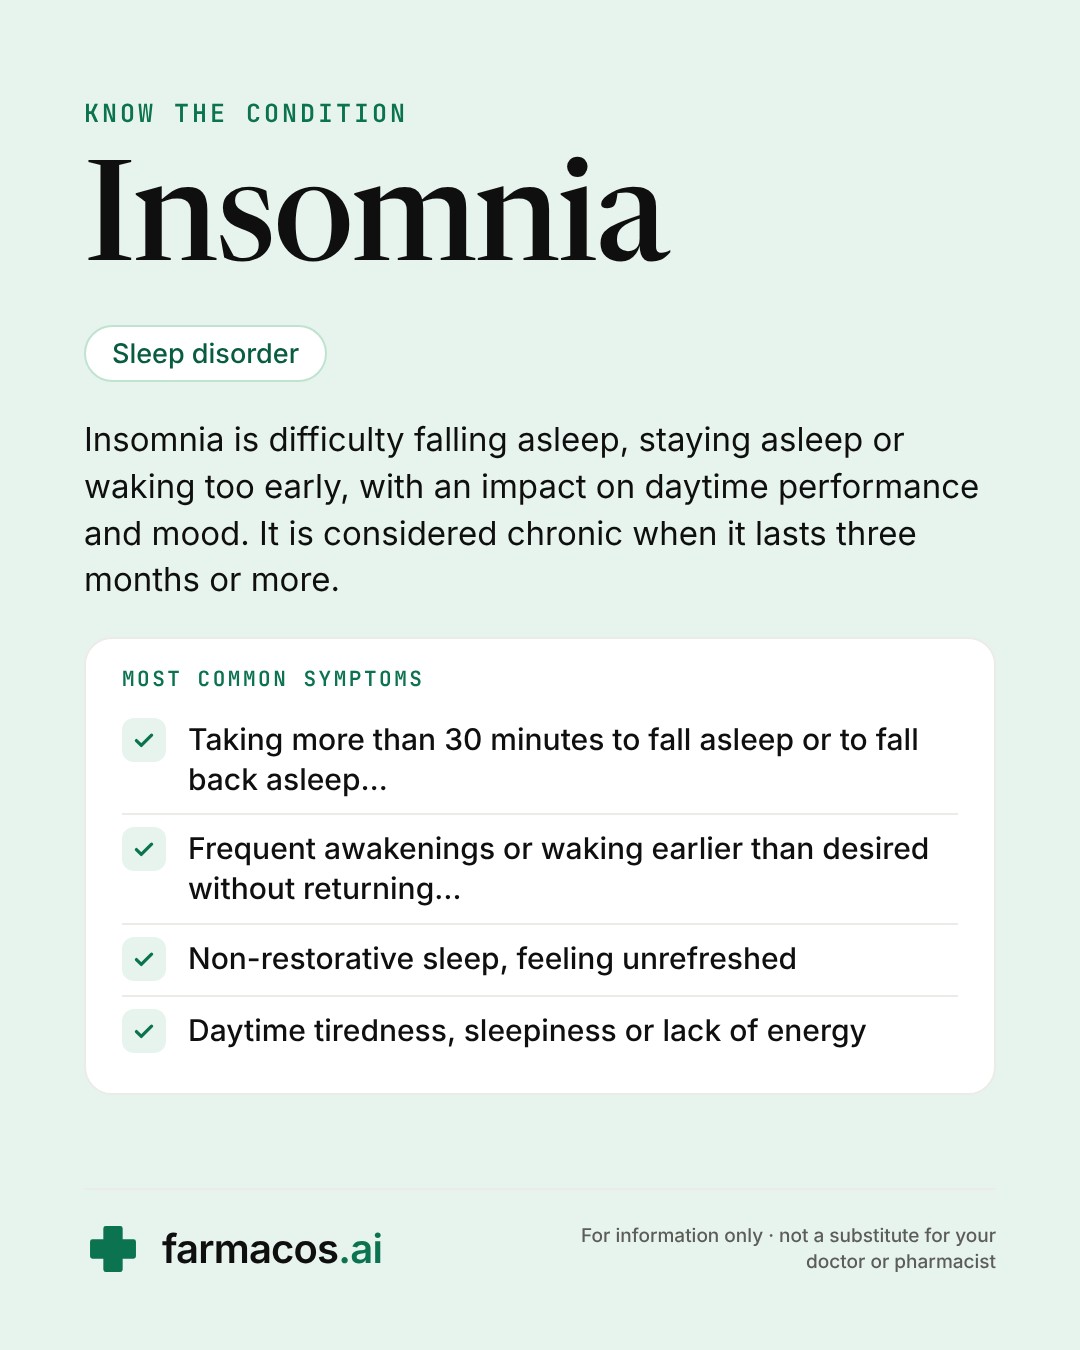 KNOW THE CONDITION
Insomnia
Sleep disorder
Insomnia is difficulty falling asleep, staying asleep or
waking too early, with an impact on daytime performance
and mood. It is considered chronic when it lasts three
months or more.
MOST COMMON SYMPTOMS
Taking more than 30 minutes to fall asleep or to fall
back asleep...
Frequent awakenings or waking earlier than desired
without returning...
Non-restorative sleep, feeling unrefreshed
Daytime tiredness, sleepiness or lack of energy
farmacos.ai
For information only · not a substitute for your
doctor or pharmacist